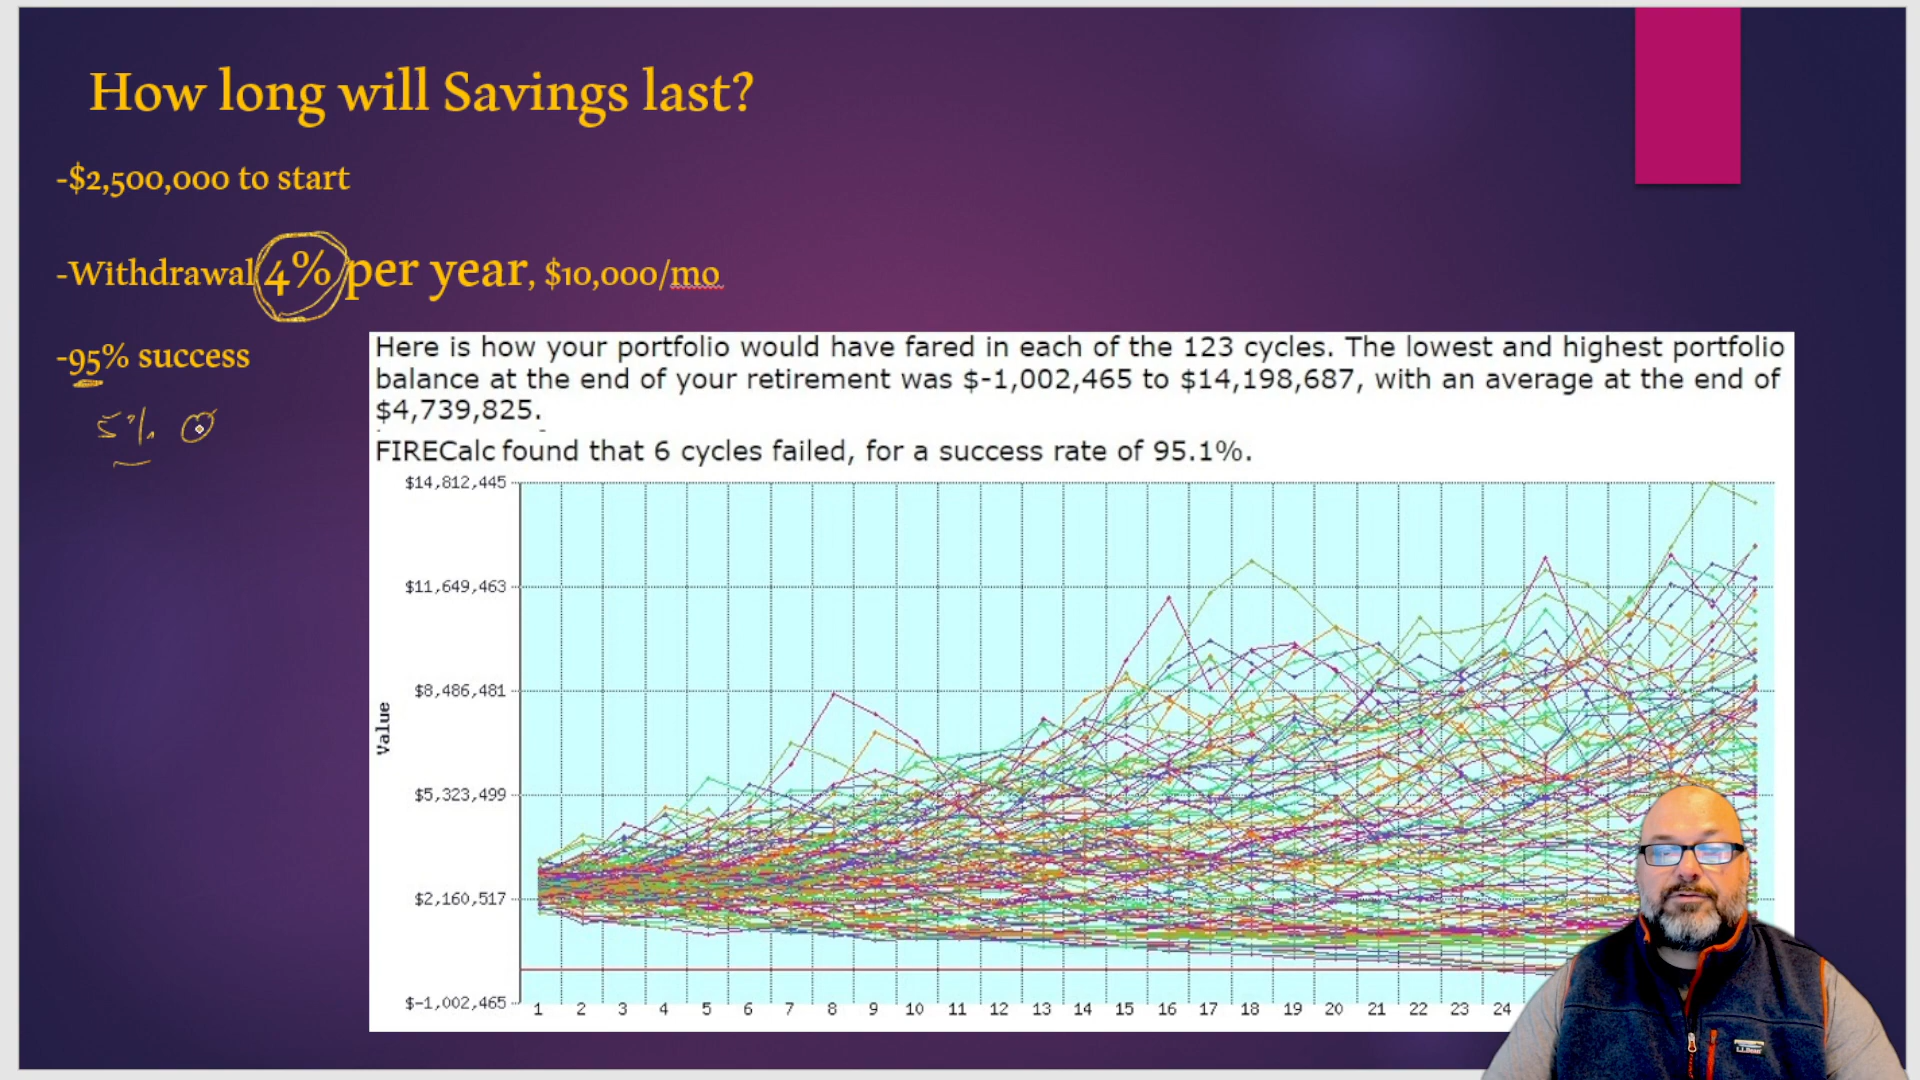 How long will Savings last?
-$2,500,000 to start
-Withdrawal 4% per year, $10,000/mo
-95% success
5% 0
Here is how your portfolio would have fared in each of the 123 cycles. The lowest and highest portfolio
balance at the end of your retirement was $-1,002,465 to $14,198,687, with an average at the end of
$4,739,825.
FIRECalc found that 6 cycles failed, for a success rate of 95.1%.
$14,812,445
$11,649,463
$8,486,481
Value
$5,323,499
$2,160,517
$-1,002,465
1 2 3 4 5 6 7 8 9 10 11 12 13 14 15 16 17 18 19 20 21 22 23 24